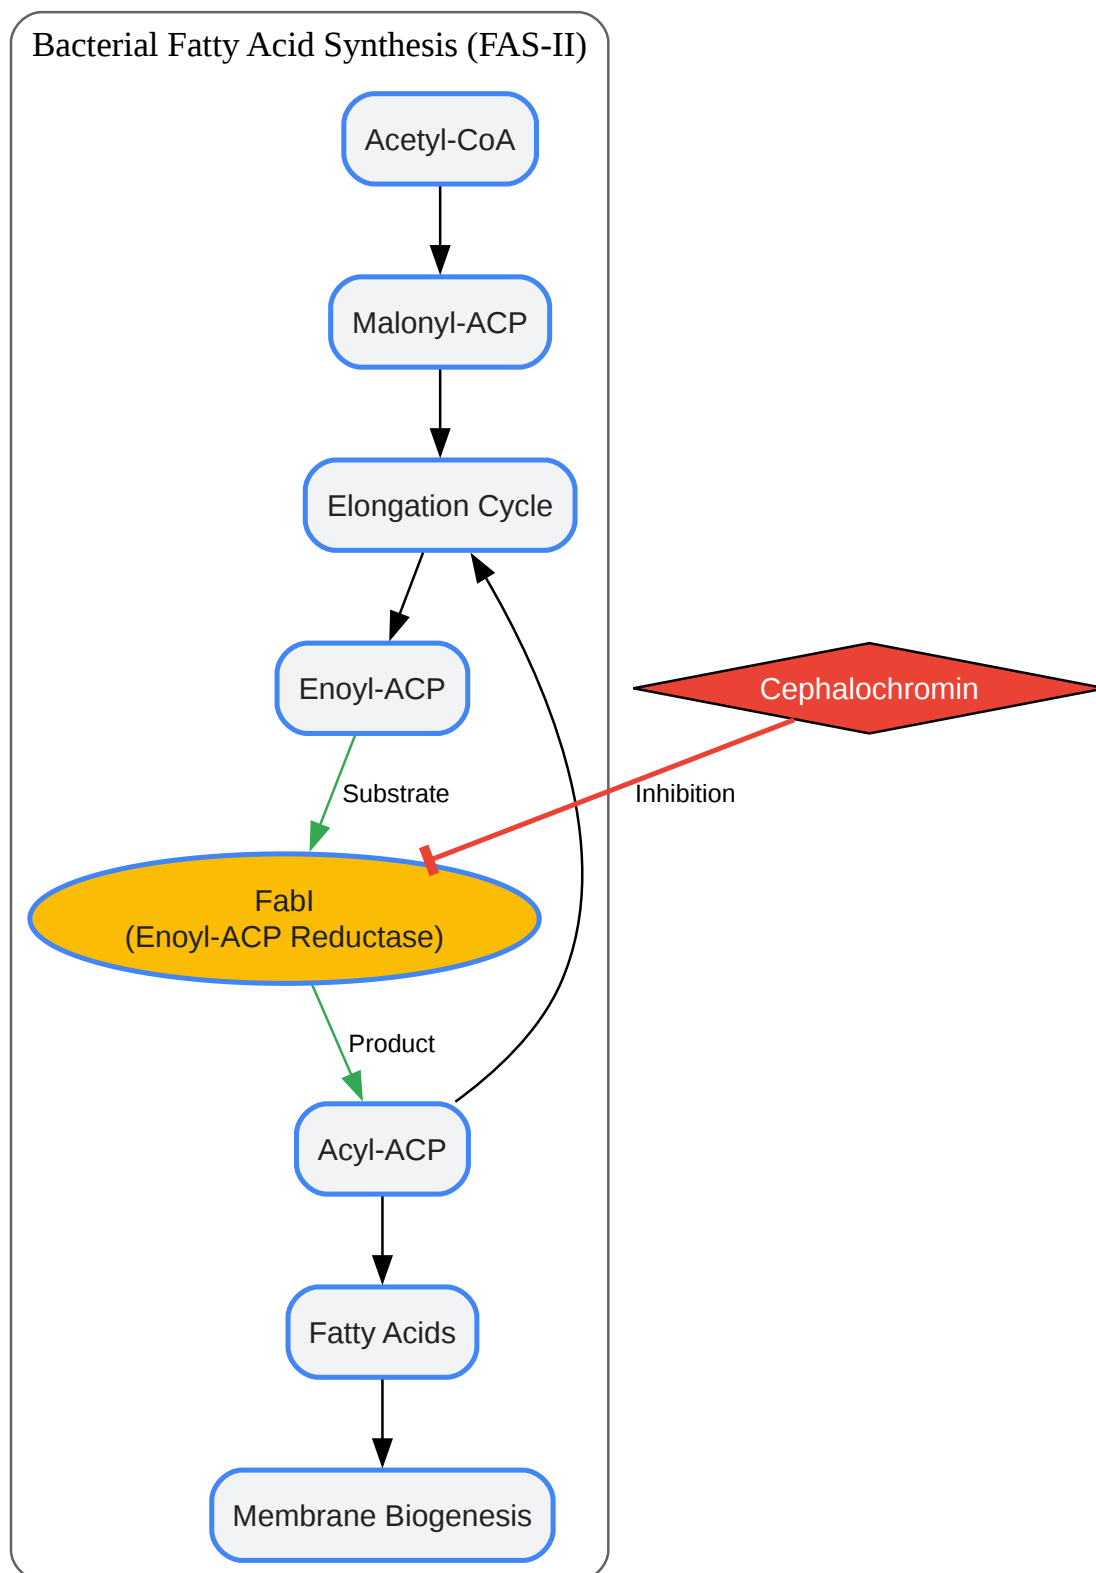 Bacterial Fatty Acid Synthesis (FAS-II)
Acetyl-CoA
Malonyl-ACP
Elongation Cycle
Enoyl-ACP
Cephalochromin
Substrate
Inhibition
FabI
(Enoyl-ACP Reductase)
Product
Acyl-ACP
Fatty Acids
Membrane Biogenesis